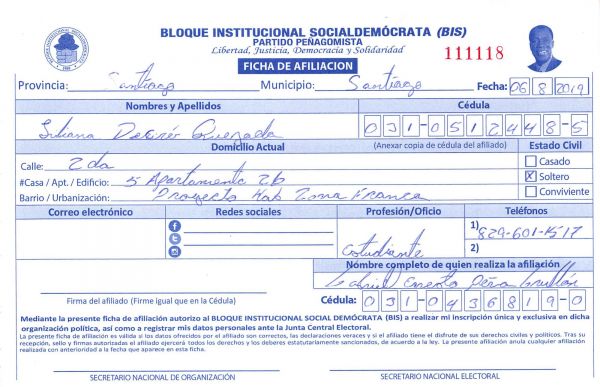 BLOQUE INSTITUCIONAL SOCIALDEMÓCRATA (BIS)
PARTIDO PEÑAGOMISTA
Libertad, Justicia, Democracia y Solidaridad
111118
FICHA DE AFILIACION
Provincia: Santiago Municipio: Santiago Fecha: 06 8 2019
Nombres y Apellidos Cédula
Juliana Desireé Quezada 031-0512448-5
Domicilio Actual (Anexar copia de cédula del afiliado) Estado Civil
Calle: 2da Casado
#Casa / Apt. / Edificio: 5 Apartamento 2b X Soltero
Barrio / Urbanización: Proyecto Hab Zona Franca Conviviente
Correo electrónico Redes sociales Profesión/Oficio Teléfonos
1) 829-601-1517
estudiante 2)
Nombre completo de quien realiza la afiliación
Gabriel Ernesto Peña Grullón
Firma del afiliado (Firme igual que en la Cédula) Cédula: 031-0436819-0
Mediante la presente ficha de afiliación autorizo al BLOQUE INSTITUCIONAL SOCIAL DEMÓCRATA (BIS) a realizar mi inscripción única y exclusiva en dicha
organización política, así como a registrar mis datos personales ante la Junta Central Electoral.
La presente ficha de afiliación es válida si los datos ofrecidos por el afiliado son correctos, las declaraciones veraces y si el afiliado tiene el disfrute de sus derechos civiles y políticos. Tras su
recepción, sello y firmas autorizadas el afiliado ejercerá todos los derechos y los deberes estatutariamente sancionados, de acuerdo a la ley. La presente afiliación anula cualquier afiliación
realizada con anterioridad a la fecha que aparece en esta ficha.
SECRETARIO NACIONAL DE ORGANIZACIÓN SECRETARIO NACIONAL ELECTORAL